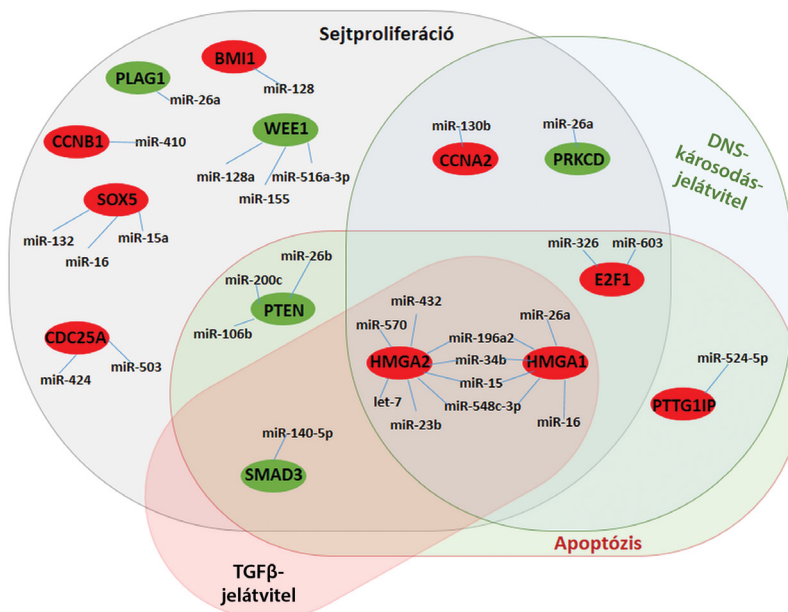 Sejtproliferáció
BMI1
PLAG1
miR-128
miR-26a
WEE1
CCNB1
miR-410
miR-128a
miR-516a-3p
miR-155
SOX5
miR-132
miR-15a
miR-16
miR-130b
miR-26a
CCNA2
PRKCD
DNS-
károsodás-
jelátvitel
miR-26b
miR-200c
PTEN
miR-106b
miR-326
miR-603
E2F1
CDC25A
miR-503
miR-424
miR-432
miR-26a
miR-570
miR-196a2
HMGA2
miR-34b
HMGA1
miR-15
let-7
miR-548c-3p
miR-23b
miR-16
miR-524-5p
PTTG1IP
miR-140-5p
SMAD3
Apoptózis
TGFβ-
jelátvitel